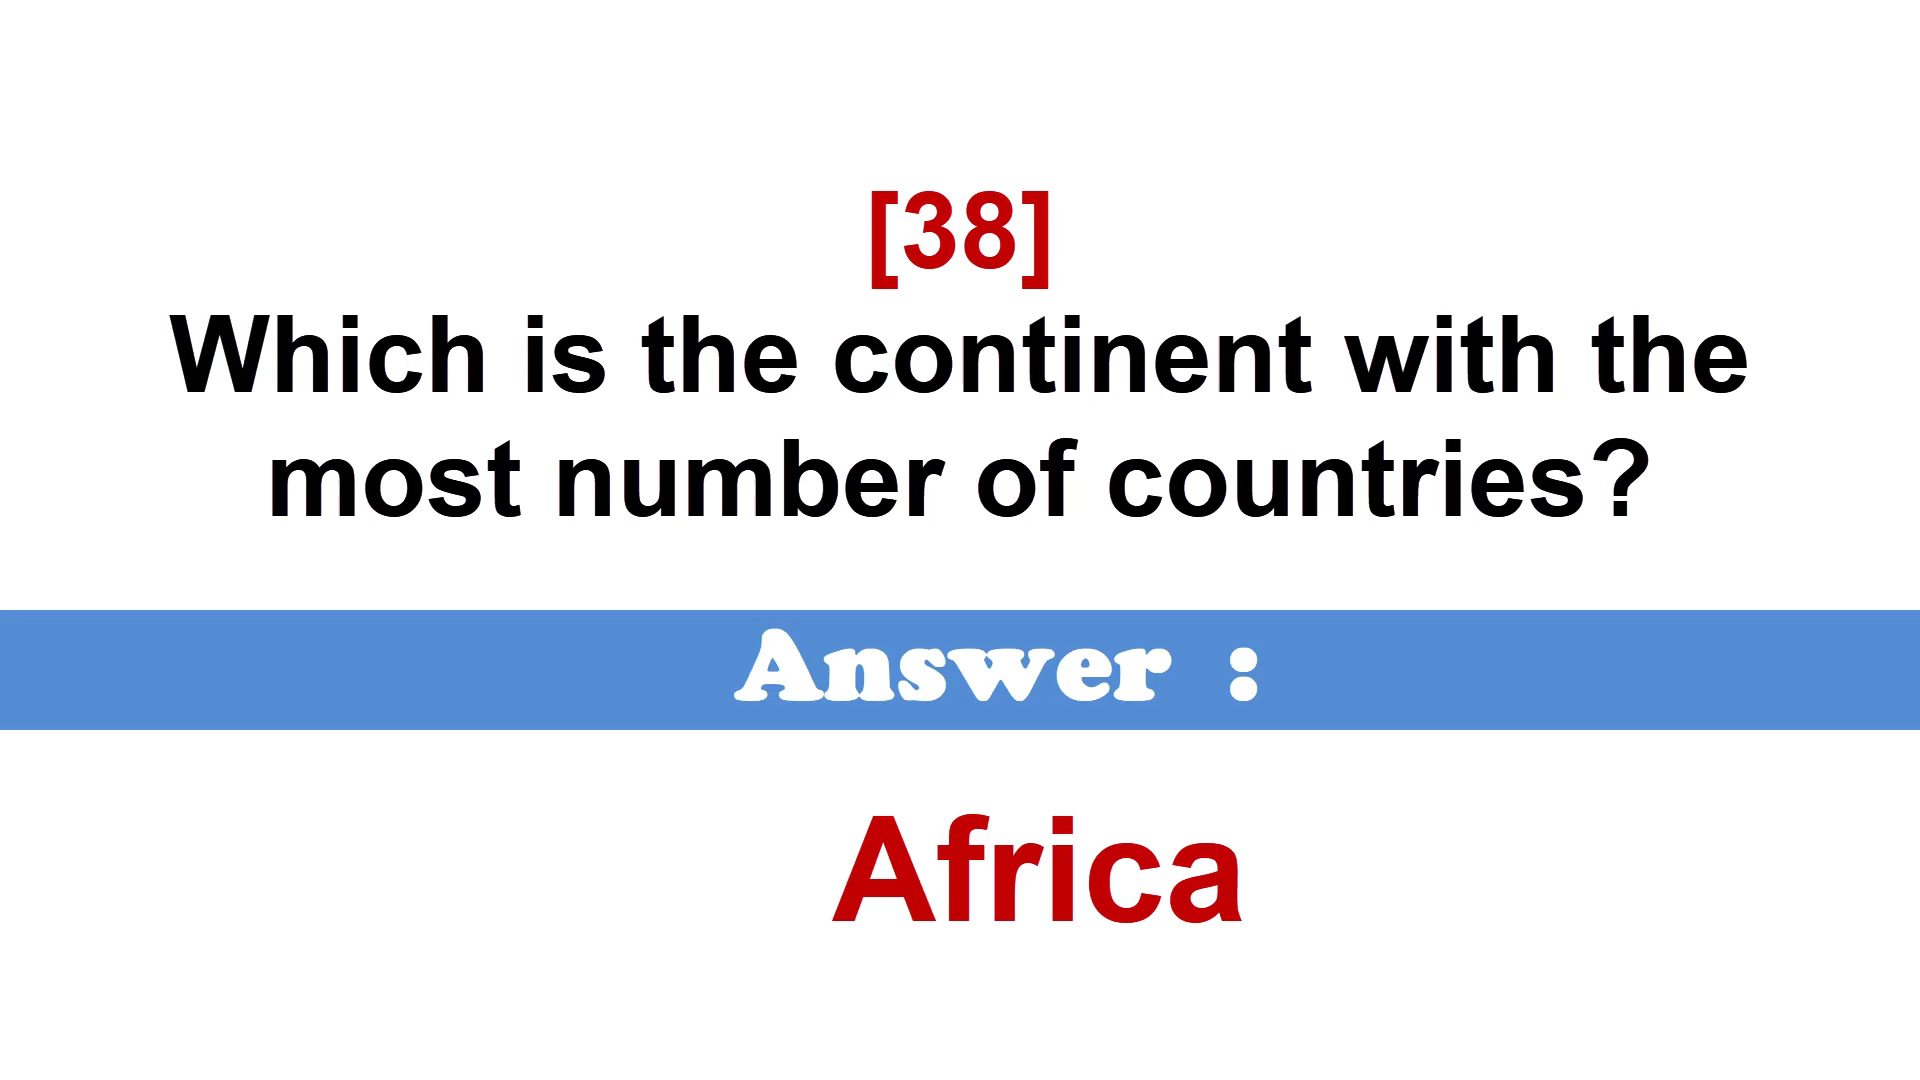 [38]
Which is the continent with the
most number of countries?
Answer :
Africa